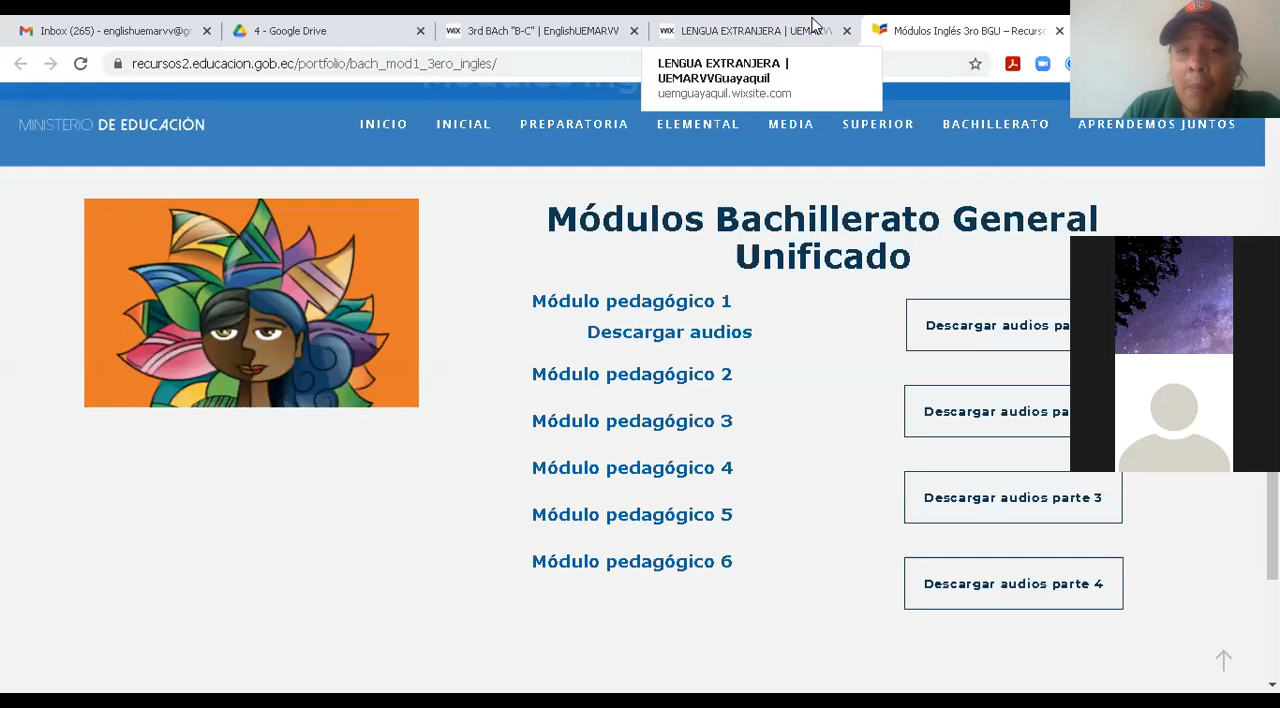 Inbox (265) - englishuemarvv@
4 - Google Drive
WIX 3rd BAch "B-C" | EnglishUEMARVV
WIX LENGUA EXTRANJERA | UEMARVV
Módulos Inglés 3ro BGU – Recurso
recursos2.educacion.gob.ec/portfolio/bach_mod1_3ero_ingles/
LENGUA EXTRANJERA |
UEMARVVGuayaquil
uemguayaquil.wixsite.com
MINISTERIO DE EDUCACIÓN
INICIO INICIAL PREPARATORIA ELEMENTAL MEDIA SUPERIOR BACHILLERATO APRENDEMOS JUNTOS
Módulos Bachillerato General
Unificado
Módulo pedagógico 1
Descargar audios
Módulo pedagógico 2
Módulo pedagógico 3
Módulo pedagógico 4
Módulo pedagógico 5
Módulo pedagógico 6
Descargar audios pa
Descargar audios pa
Descargar audios parte 3
Descargar audios parte 4